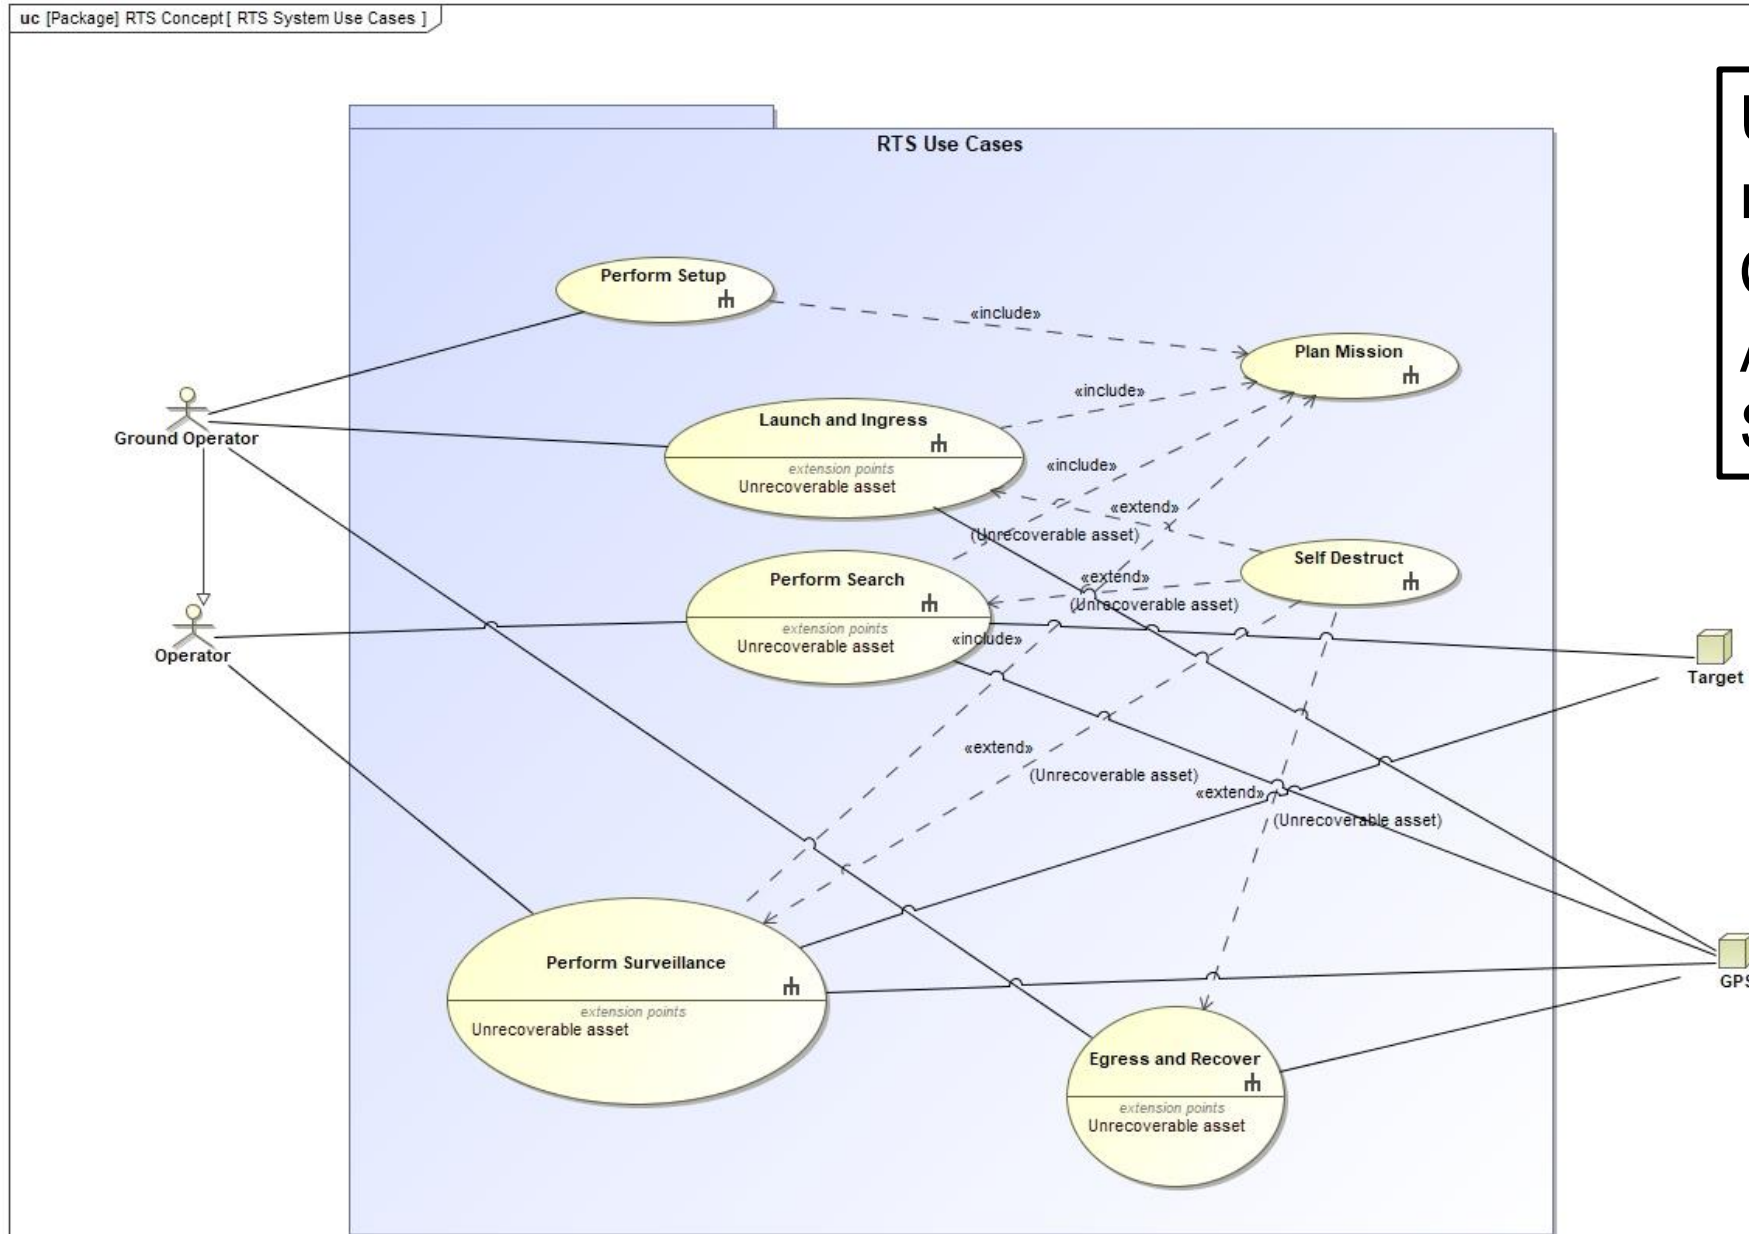 uc [Package] RTS Concept [ RTS System Use Cases ]
RTS Use Cases
Perform Setup
«include»
Plan Mission
«include»
Ground Operator
Launch and Ingress
extension points
Unrecoverable asset
«include»
«extend»
(Unrecoverable asset)
Self Destruct
Perform Search
extension points
Unrecoverable asset
«extend»
(Unrecoverable asset)
«include»
Operator
Target
«extend»
(Unrecoverable asset)
«extend»
(Unrecoverable asset)
Perform Surveillance
extension points
Unrecoverable asset
GPS
Egress and Recover
extension points
Unrecoverable asset